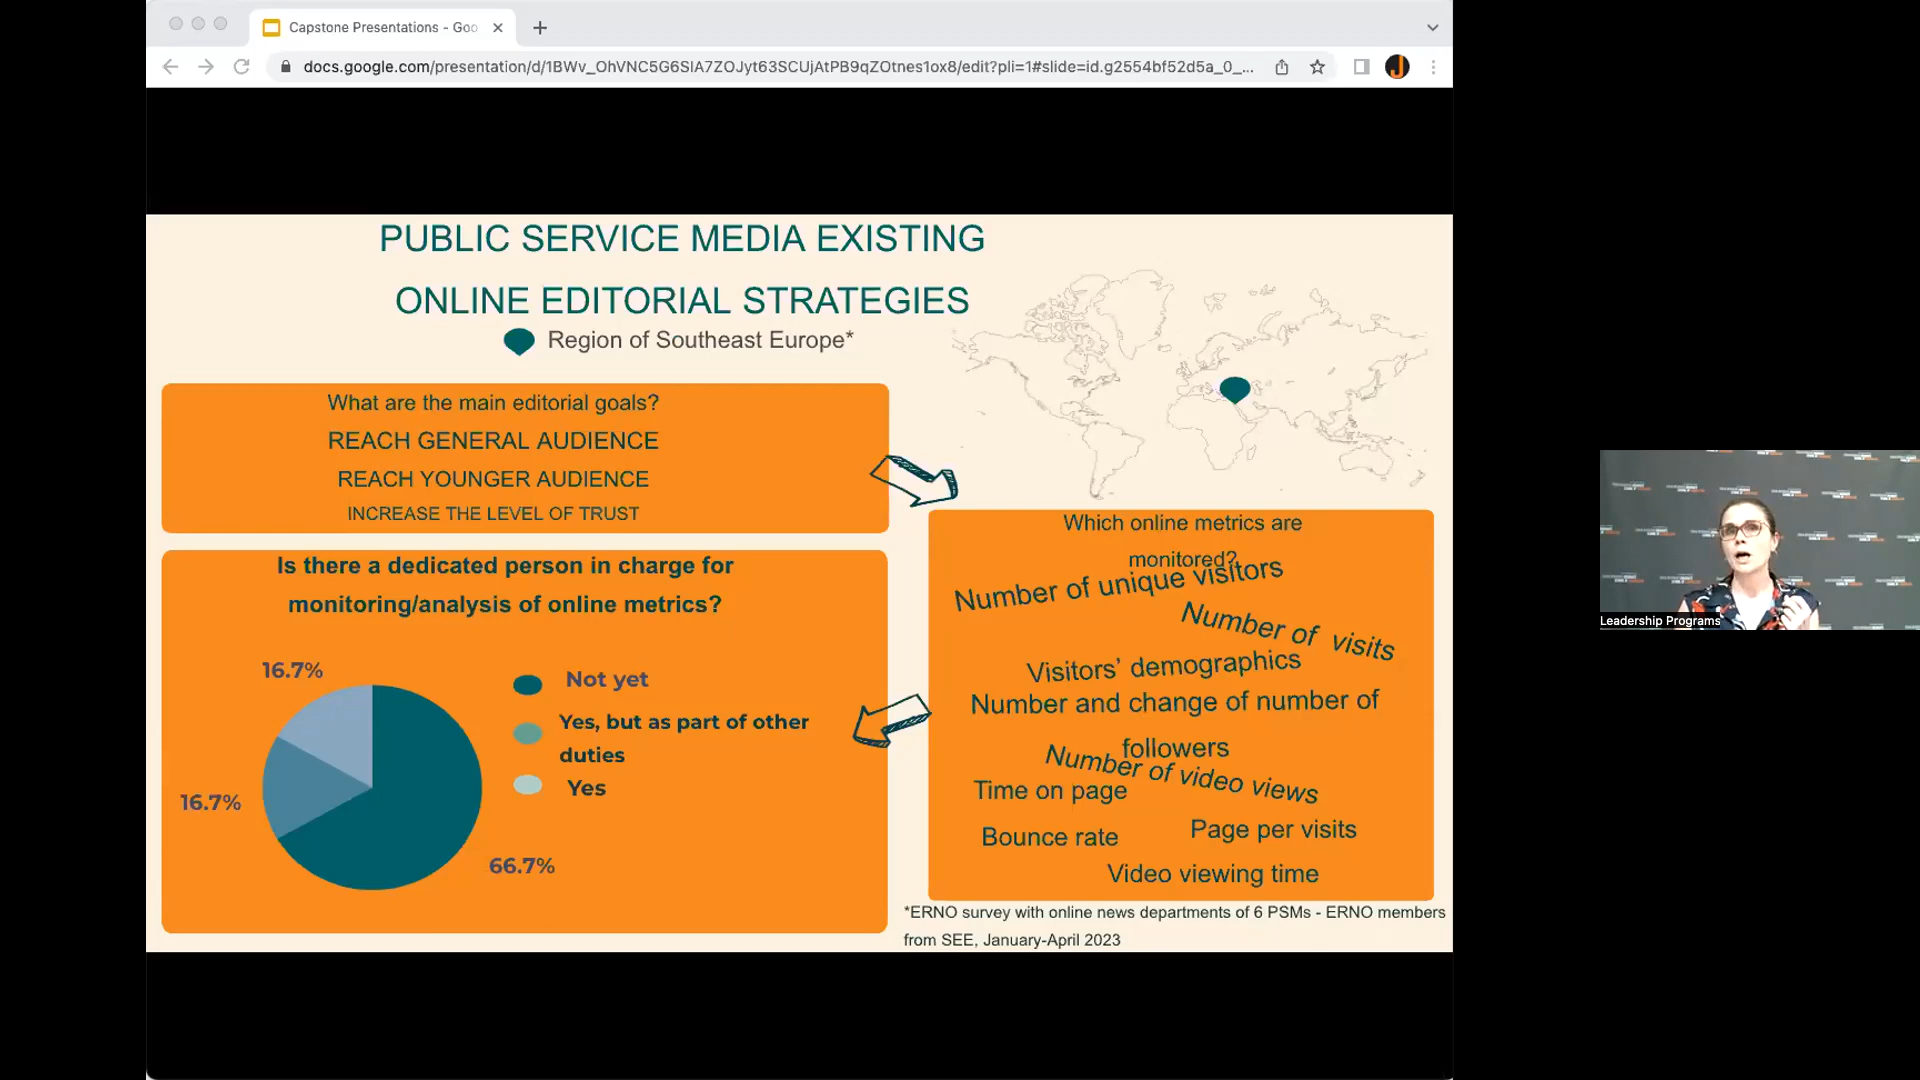 Capstone Presentations - Goo
docs.google.com/presentation/d/1BWv_OhVNC5G6SIA7ZOJyt63SCUjAtPB9qZOtnes1ox8/edit?pli=1#slide=id.g2554bf52d5a_0_...
PUBLIC SERVICE MEDIA EXISTING
ONLINE EDITORIAL STRATEGIES
Region of Southeast Europe*
What are the main editorial goals?
REACH GENERAL AUDIENCE
REACH YOUNGER AUDIENCE
INCREASE THE LEVEL OF TRUST
Is there a dedicated person in charge for
monitoring/analysis of online metrics?
16.7%
16.7%
66.7%
Not yet
Yes, but as part of other
duties
Yes
Which online metrics are
monitored?
Number of unique visitors
Number of visits
Visitors' demographics
Number and change of number of
followers
Number of video views
Time on page
Bounce rate
Page per visits
Video viewing time
*ERNO survey with online news departments of 6 PSMs - ERNO members
from SEE, January-April 2023
Leadership Programs